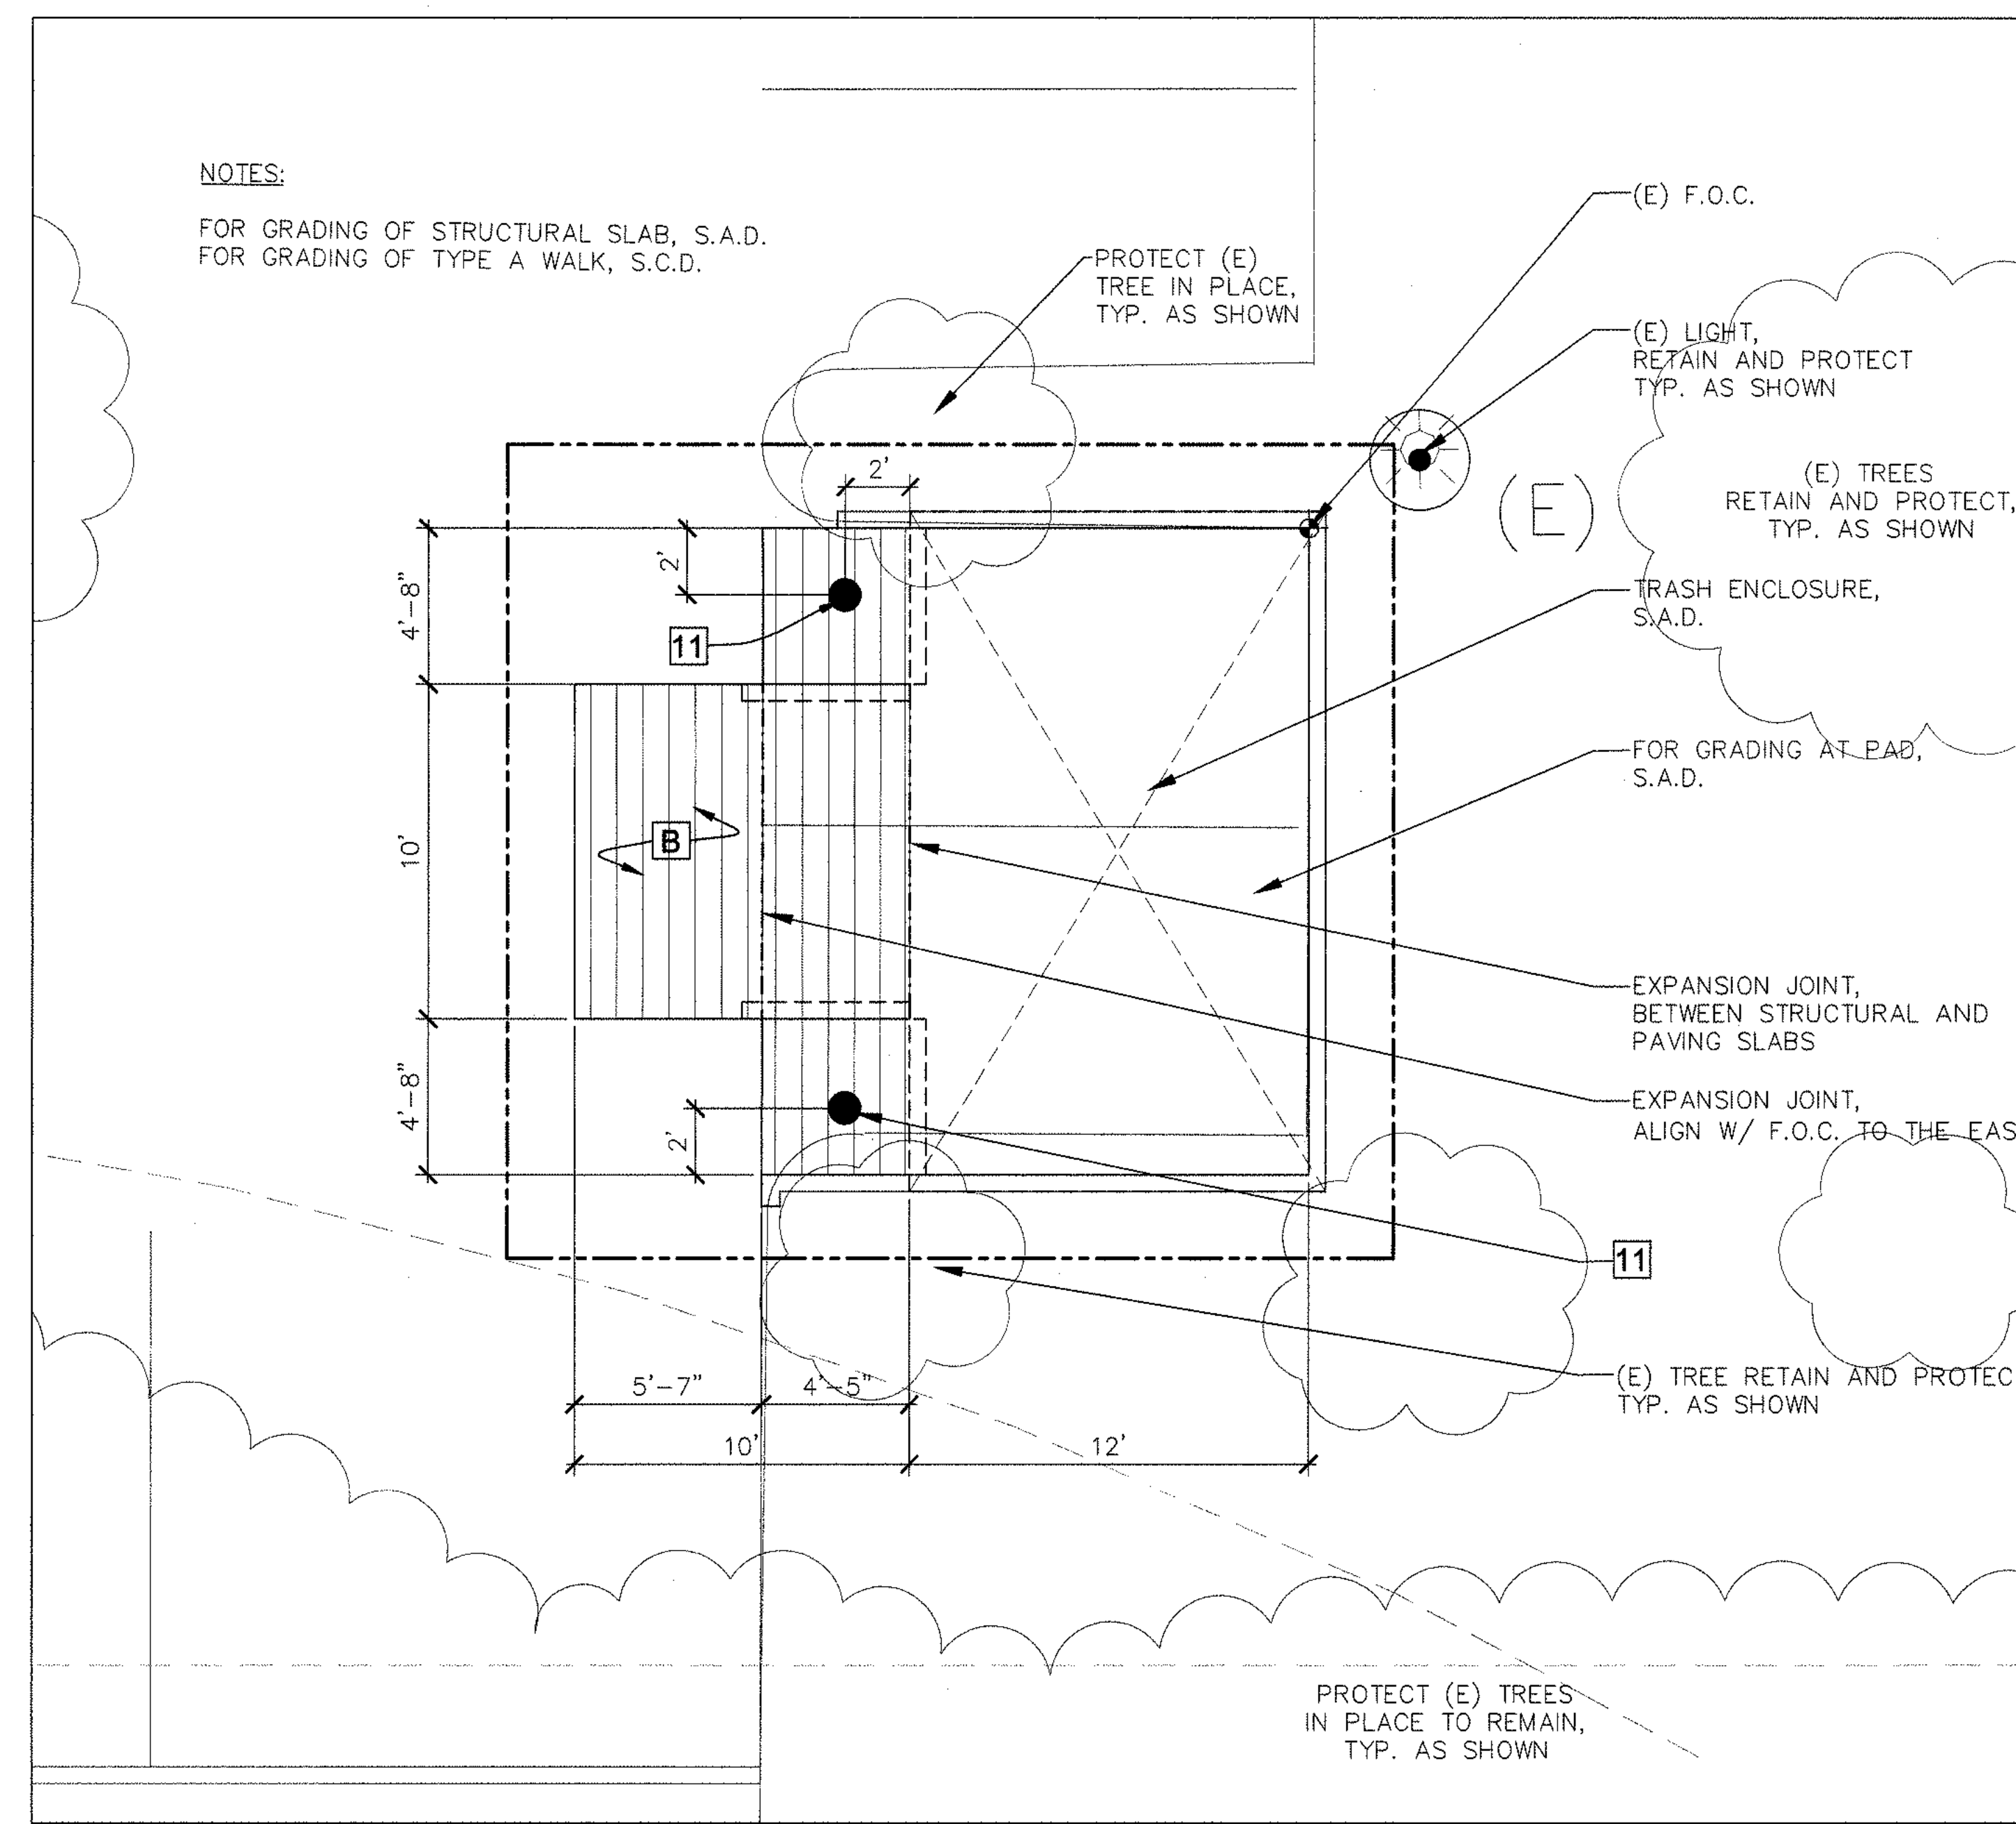 NOTES:
FOR GRADING OF STRUCTURAL SLAB, S.A.D.
FOR GRADING OF TYPE A WALK, S.C.D.
PROTECT (E)
TREE IN PLACE,
TYP. AS SHOWN
(E) F.O.C.
(E) LIGHT,
RETAIN AND PROTECT
TYP. AS SHOWN
(E) TREES
RETAIN AND PROTECT,
TYP. AS SHOWN
(E)
TRASH ENCLOSURE,
S.A.D.
FOR GRADING AT PAD,
S.A.D.
EXPANSION JOINT,
BETWEEN STRUCTURAL AND
PAVING SLABS
EXPANSION JOINT,
ALIGN W/ F.O.C. TO THE EAS
11
(E) TREE RETAIN AND PROTEC
TYP. AS SHOWN
PROTECT (E) TREES
IN PLACE TO REMAIN,
TYP. AS SHOWN
2'
2'
4'-8"
11
10'
B
4'-8"
2'
5'-7"
4'-5"
10'
12'